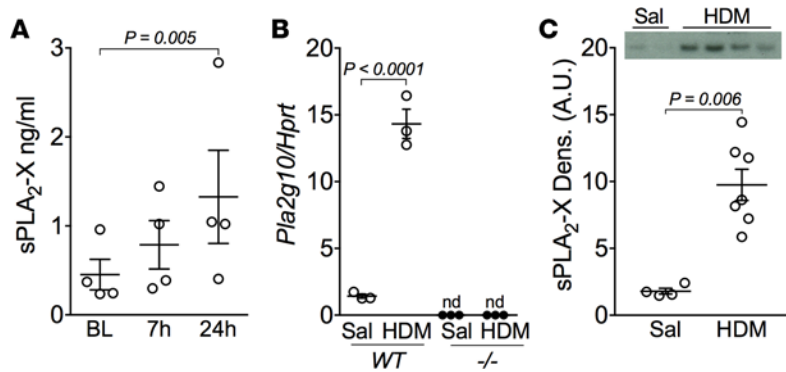 A
P = 0.005
sPLA₂-X ng/ml
3
2
1
0
BL 7h 24h
B
P < 0.0001
Pla2g10/Hprt
20
15
10
5
0
nd nd
Sal HDM Sal HDM
WT -/-
C
Sal HDM
P = 0.006
sPLA₂-X Dens. (A.U.)
20
15
10
5
0
Sal HDM